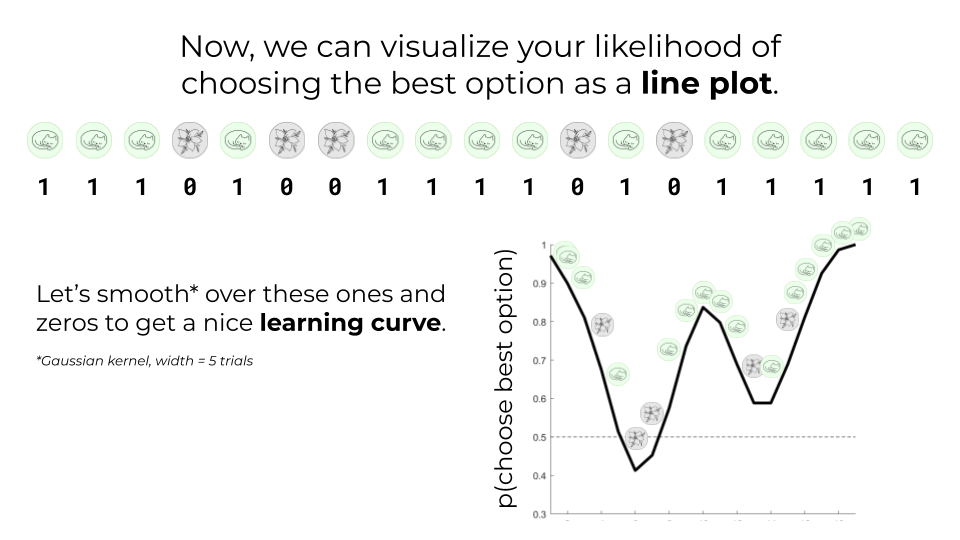 Now, we can visualize your likelihood of
choosing the best option as a line plot.
1 1 1 0 1 0 0 1 1 1 1 0 1 0 1 1 1 1 1
Let's smooth* over these ones and
zeros to get a nice learning curve.
*Gaussian kernel, width = 5 trials
p(choose best option)
1
0.9
0.8
0.7
0.6
0.5
0.4
0.3